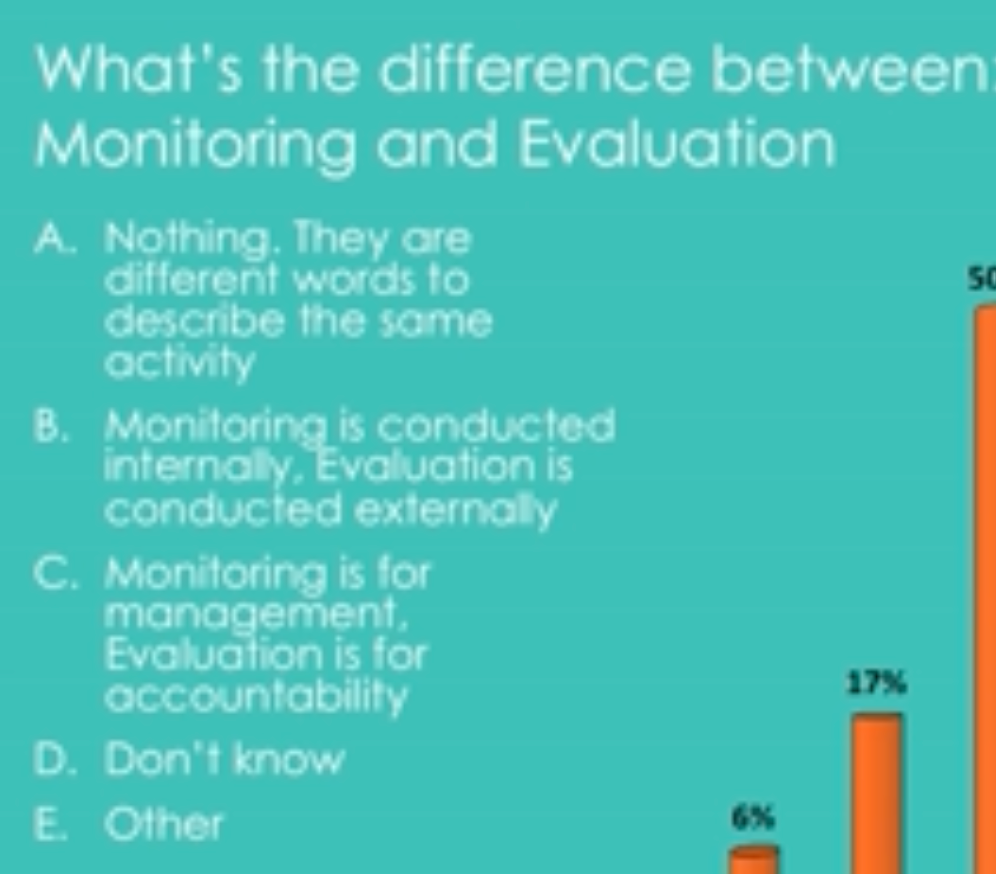 What's the difference between:
Monitoring and Evaluation
A. Nothing. They are
different words to
describe the same
activity
B. Monitoring is conducted
internally, Evaluation is
conducted externally
C. Monitoring is for
management,
Evaluation is for
accountability
D. Don't know
E. Other
50
17%
6%